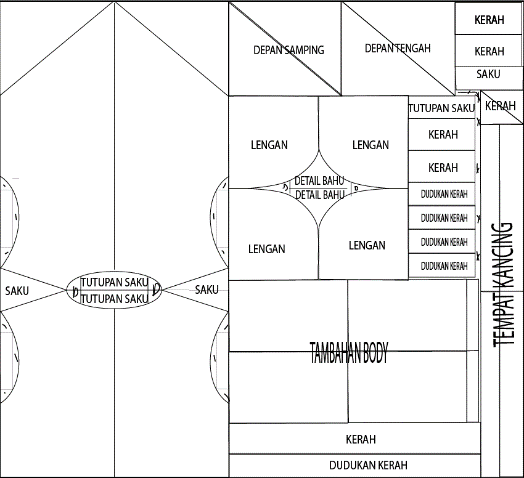 KERAH
DEPAN SAMPING
DEPAN TENGAH
KERAH
SAKU
TUTUPAN SAKU
KERAH
KERAH
LENGAN
LENGAN
KERAH
DETAIL BAHU
DETAIL BAHU
DUDUKAN KERAH
DUDUKAN KERAH
DUDUKAN KERAH
DUDUKAN KERAH
LENGAN
LENGAN
SAKU
TUTUPAN SAKU
TUTUPAN SAKU
SAKU
TEMPAT KANCING
TAMBAHAN BODY
KERAH
DUDUKAN KERAH